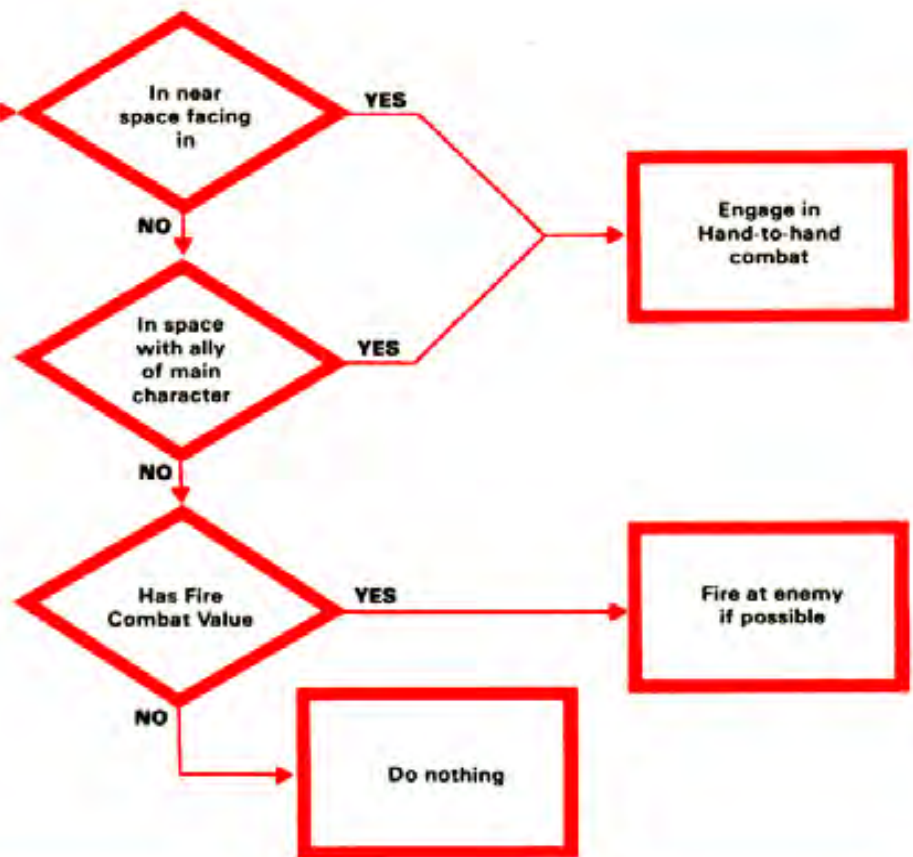 In near
space facing
in
YES
NO
Engage in
Hand-to-hand
combat
In space
with ally
of main
character
YES
NO
Has Fire
Combat Value
YES
Fire at enemy
if possible
NO
Do nothing